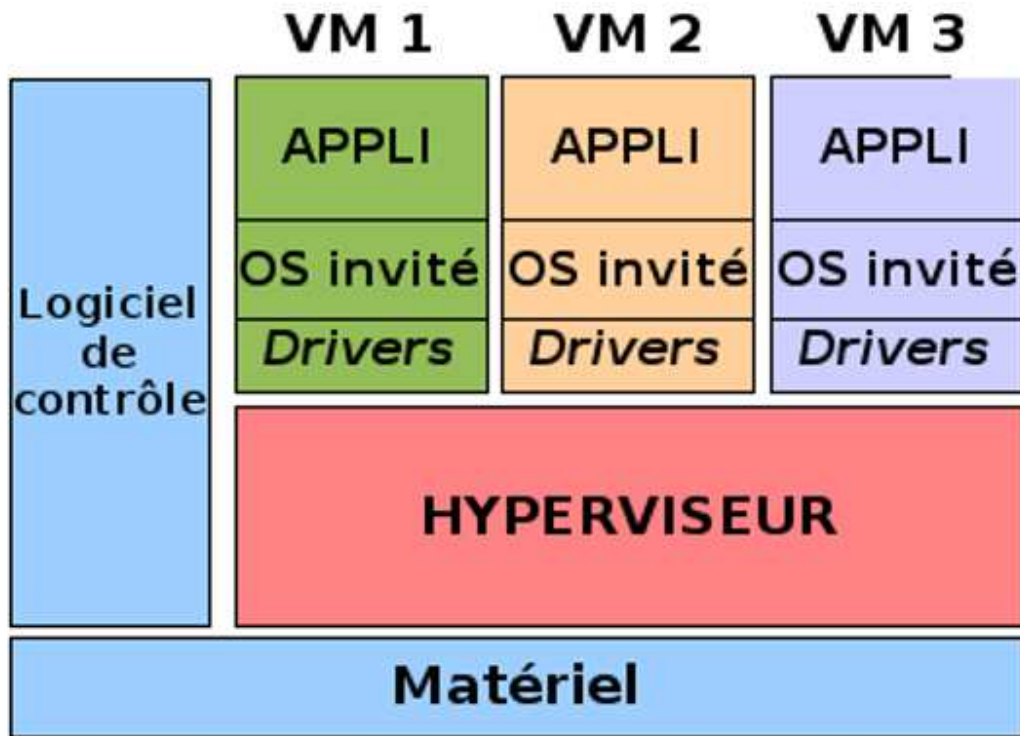 VM 1 VM 2 VM 3
APPLI APPLI APPLI
OS invité OS invité OS invité
Drivers Drivers Drivers
Logiciel
de
contrôle
HYPERVISEUR
Matériel